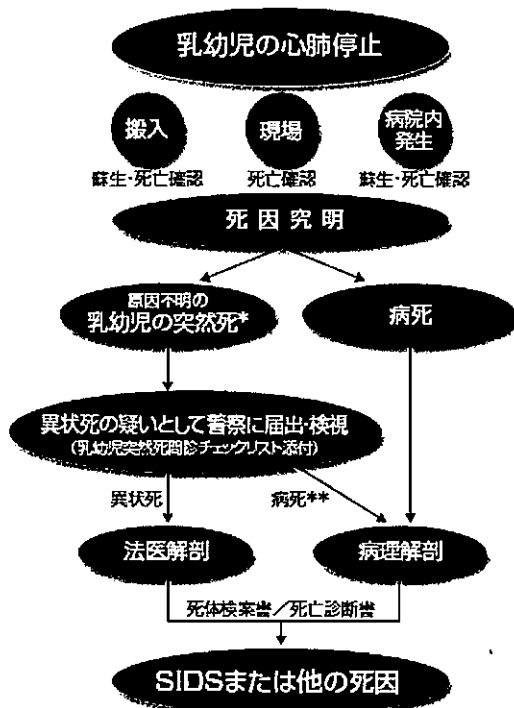 乳幼児の心肺停止
搬入
現場
病院内
発生
蘇生・死亡確認
死亡確認
蘇生・死亡確認
死因究明
原因不明の
乳幼児の突然死*
病死
異状死の疑いとして警察に届出・検視
(乳幼児突然死問診チェックリスト添付)
異状死
病死**
法医解剖
病理解剖
死体検案書/死亡診断書
SIDSまたは他の死因